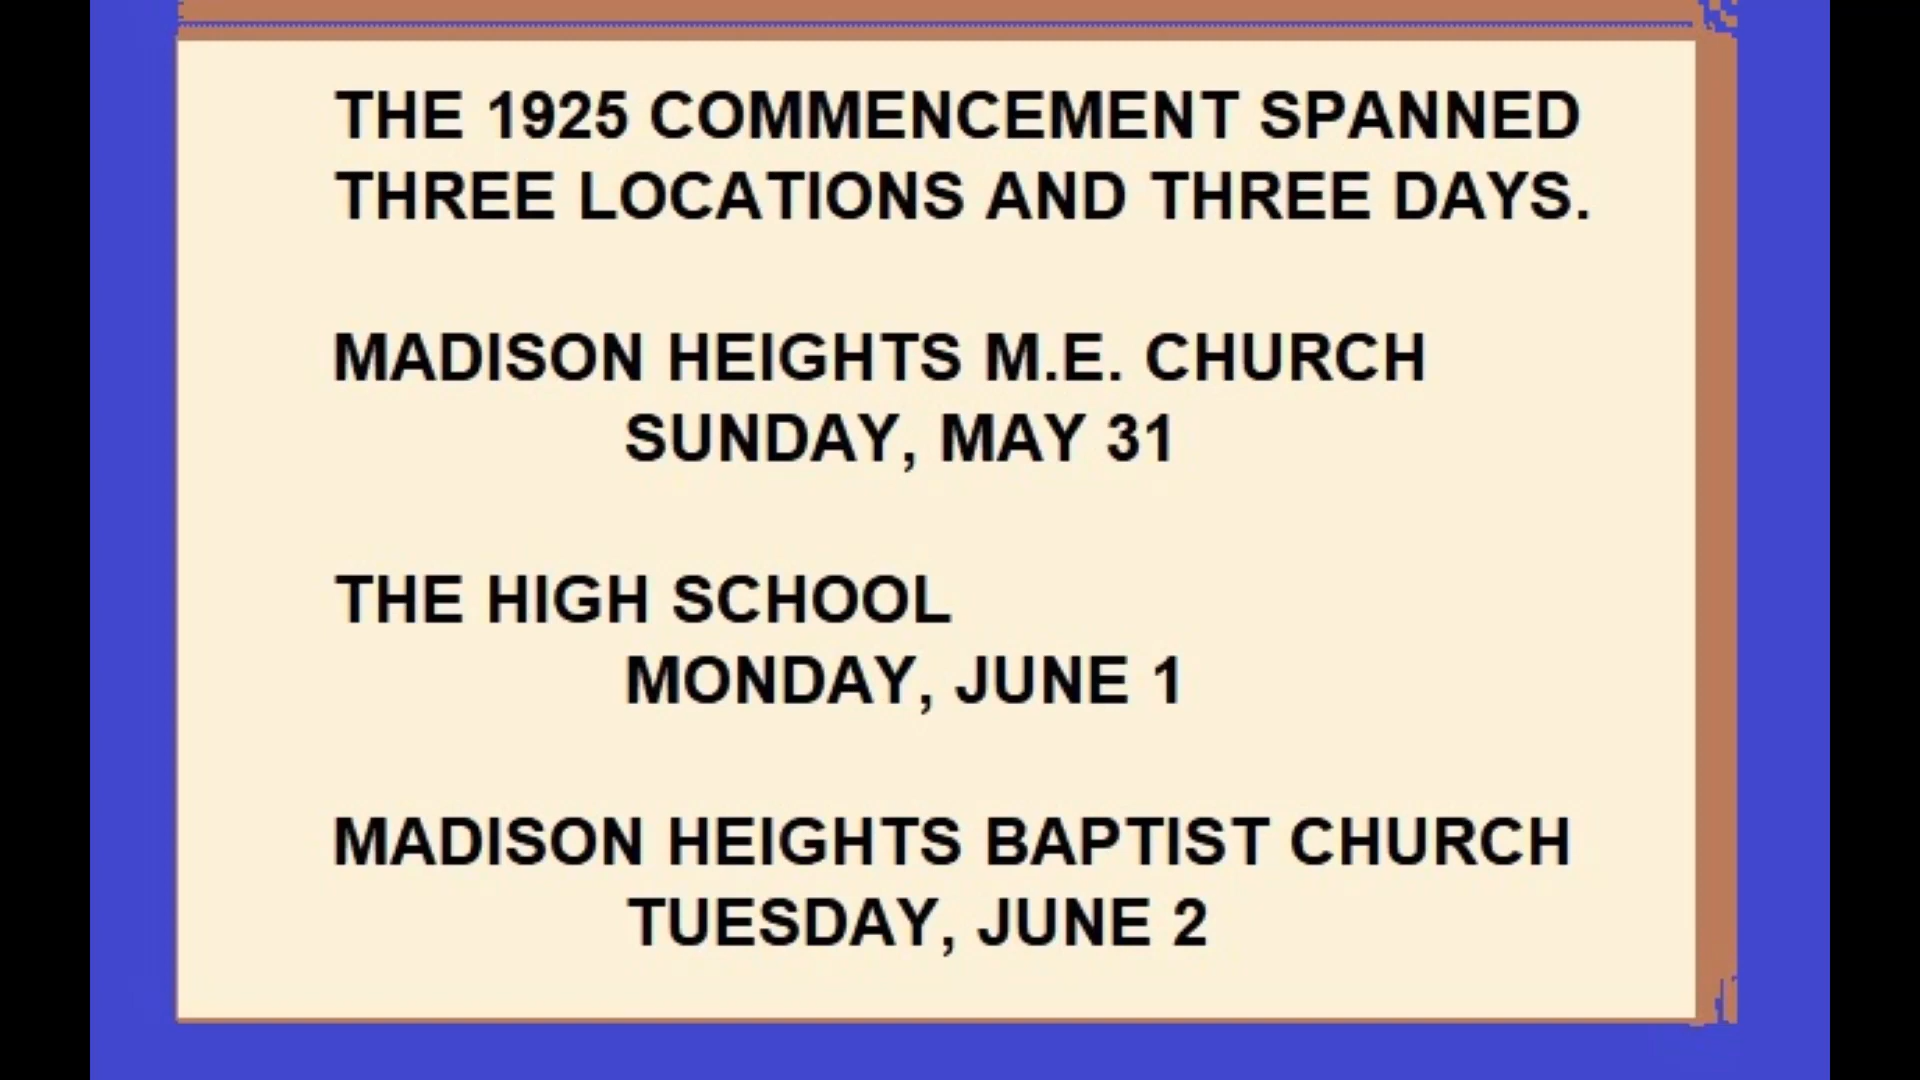 THE 1925 COMMENCEMENT SPANNED
THREE LOCATIONS AND THREE DAYS.
MADISON HEIGHTS M.E. CHURCH
SUNDAY, MAY 31
THE HIGH SCHOOL
MONDAY, JUNE 1
MADISON HEIGHTS BAPTIST CHURCH
TUESDAY, JUNE 2